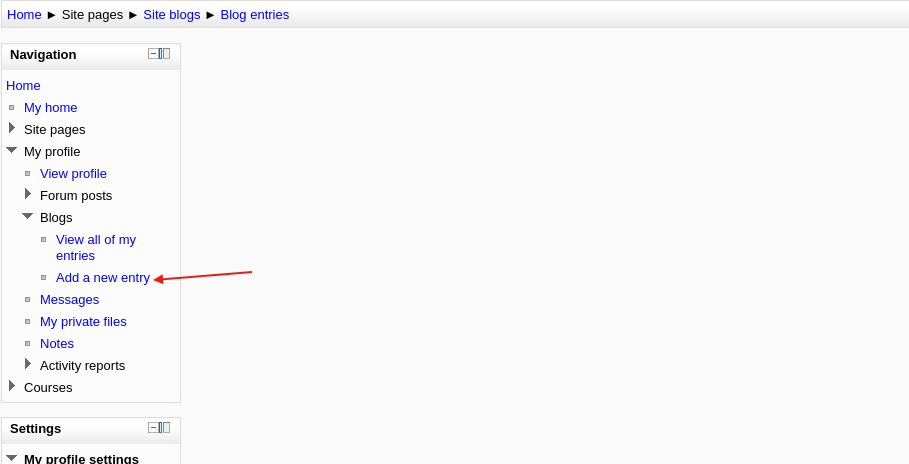 Home ► Site pages ► Site blogs ► Blog entries
Navigation
Home
My home
Site pages
My profile
View profile
Forum posts
Blogs
View all of my
entries
Add a new entry
Messages
My private files
Notes
Activity reports
Courses
Settings
My profile settings